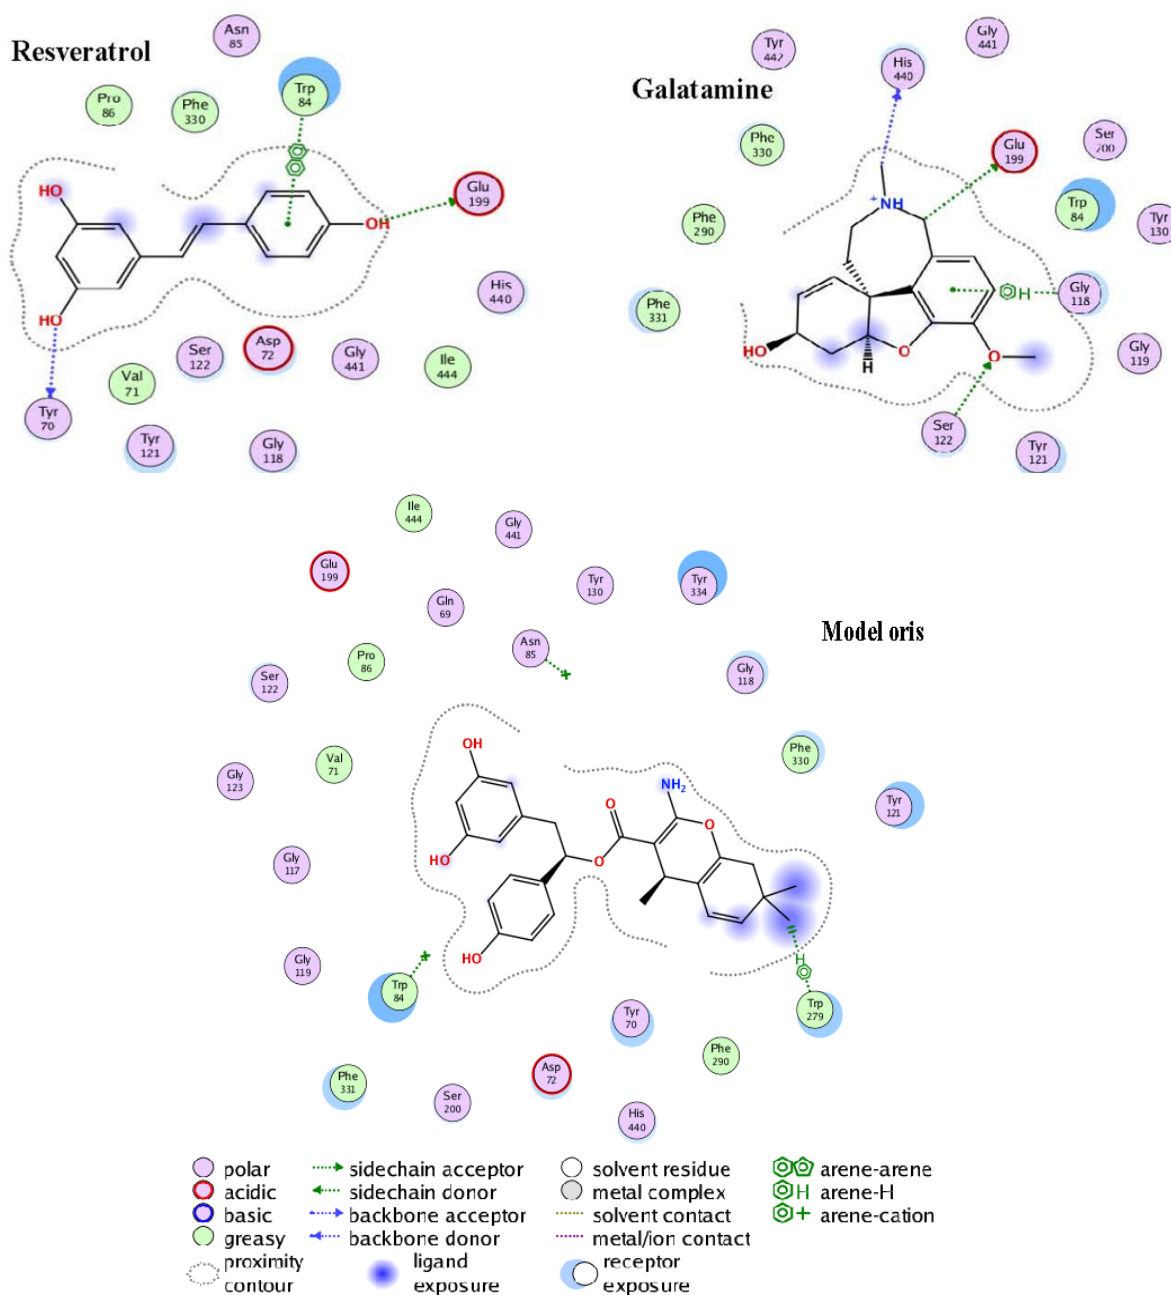 Resveratrol
Asn 85
Trp 84
Pro 86
Phe 330
HO
Glu 199
OH
His 440
HO
Ser 122
Asp 72
Gly 441
Ile 444
Val 71
Tyr 70
Tyr 121
Gly 118
Galatamine
Tyr 442
His 440
Gly 441
Phe 330
Glu 199
Ser 200
+NH
Trp 84
Tyr 130
Phe 290
Phe 331
H
Gly 118
HO
O
O
H
Gly 119
Ser 122
Tyr 121
Model oris
Ile 444
Gly 441
Glu 199
Tyr 130
Tyr 334
Gln 69
Asn 85
Pro 86
Gly 118
Ser 122
OH
Val 71
Phe 330
Gly 123
NH2
Tyr 121
O
O
HO
O
Gly 117
HO
H
Gly 119
Trp 84
Trp 279
Tyr 70
Phe 290
Asp 72
Phe 331
Ser 200
His 440
polar
acidic
basic
greasy
proximity contour
sidechain acceptor
sidechain donor
backbone acceptor
backbone donor
ligand exposure
solvent residue
metal complex
solvent contact
metal/ion contact
receptor exposure
arene-arene
H arene-H
+ arene-cation